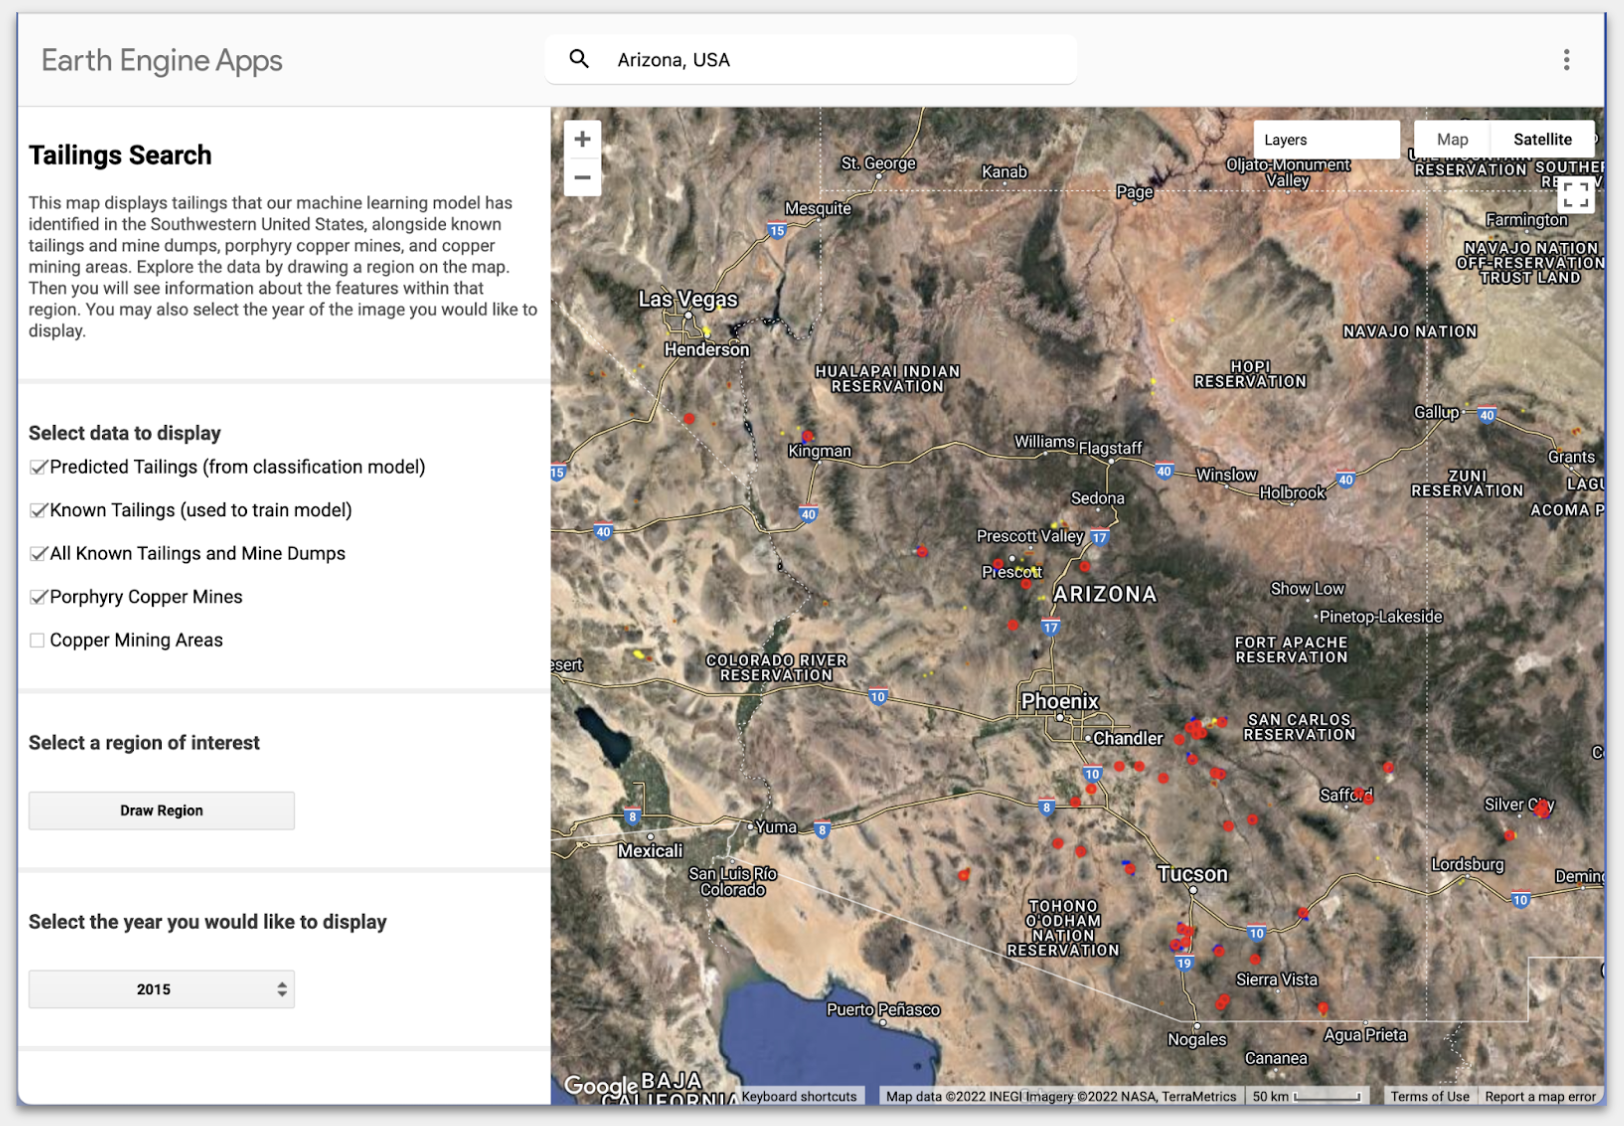 Earth Engine Apps
Arizona, USA
Tailings Search
This map displays tailings that our machine learning model has
identified in the Southwestern United States, alongside known
tailings and mine dumps, porphyry copper mines, and copper
mining areas. Explore the data by drawing a region on the map.
Then you will see information about the features within that
region. You may also select the year of the image you would like to
display.
Select data to display
Predicted Tailings (from classification model)
Known Tailings (used to train model)
All Known Tailings and Mine Dumps
Porphyry Copper Mines
Copper Mining Areas
Select a region of interest
Draw Region
Select the year you would like to display
2015
+
−
Layers
Map
Satellite
St. George
Kanab
Page
Oljato-Monument
Valley
RESERVATION
Mesquite
15
Farmington
NAVAJO NATION
OFF-RESERVATION
TRUST LAND
Las Vegas
Henderson
NAVAJO NATION
HUALAPAI INDIAN
RESERVATION
HOPI
RESERVATION
Gallup
40
Kingman
Williams
Flagstaff
Grants
15
40
Winslow
40
Holbrook
ZUNI
RESERVATION
Sedona
40
40
ACOMA P
Prescott Valley
17
Prescott
ARIZONA
Show Low
Pinetop-Lakeside
17
FORT APACHE
RESERVATION
esert
COLORADO RIVER
RESERVATION
10
Phoenix
Chandler
SAN CARLOS
RESERVATION
10
8
Safford
Silver City
8
Yuma
8
Mexicali
San Luis Río
Colorado
Tucson
Lordsburg
Deming
10
TOHONO
O'ODHAM
NATION
RESERVATION
10
19
Sierra Vista
Puerto Peñasco
Nogales
Agua Prieta
Cananea
Google
BAJA
CALIFORNIA
Keyboard shortcuts
Map data ©2022 INEGI Imagery ©2022 NASA, TerraMetrics
50 km
Terms of Use
Report a map error